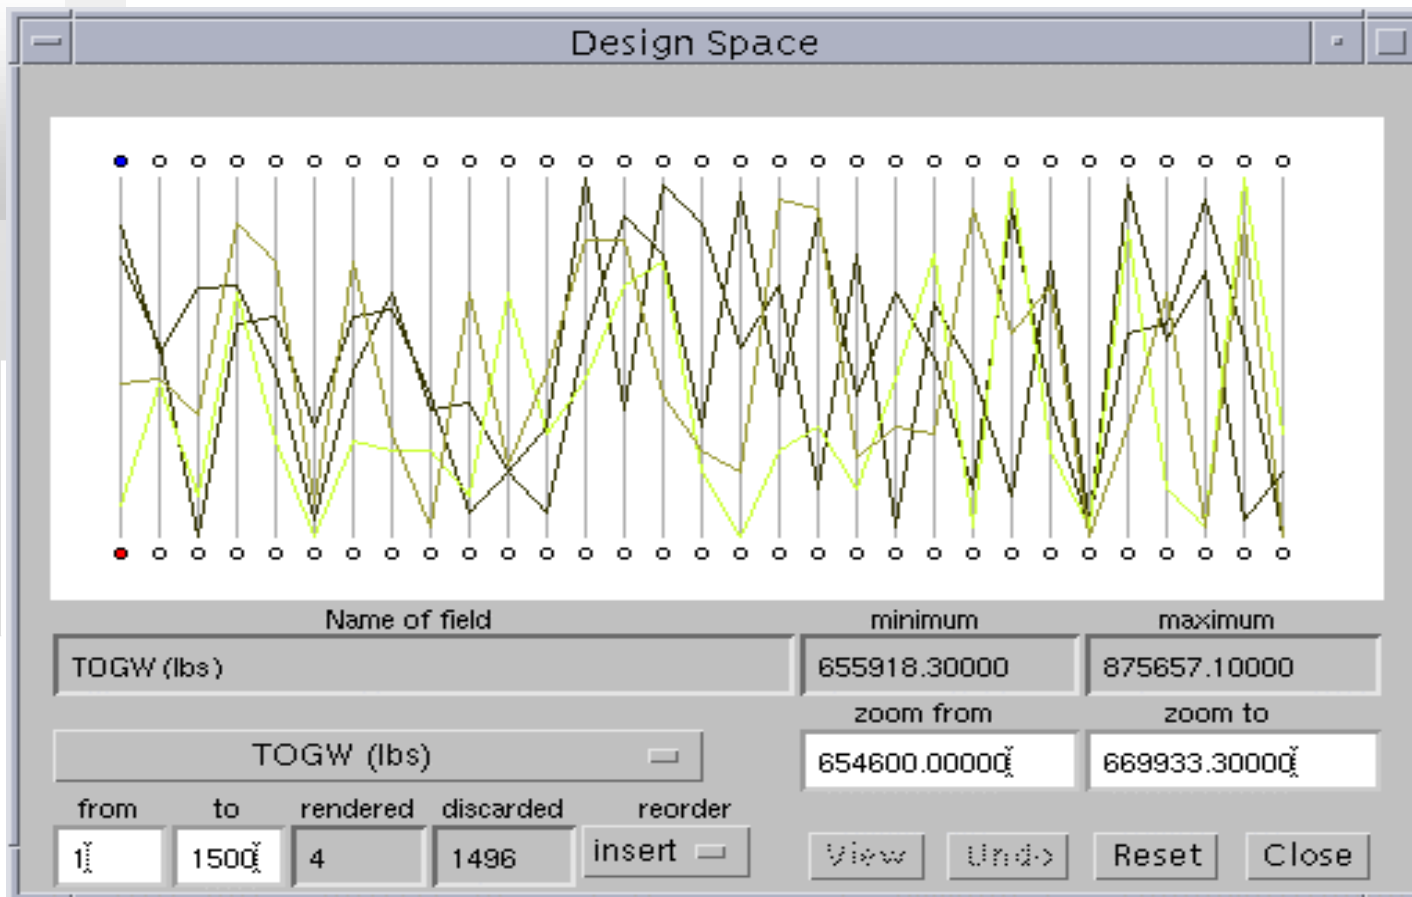 Design Space
Name of field minimum maximum
TOGW (lbs) 655918.30000 875657.10000
zoom from zoom to
TOGW (lbs) 654600.00000 669933.30000
from to rendered discarded reorder
1 1500 4 1496 insert View Undo Reset Close